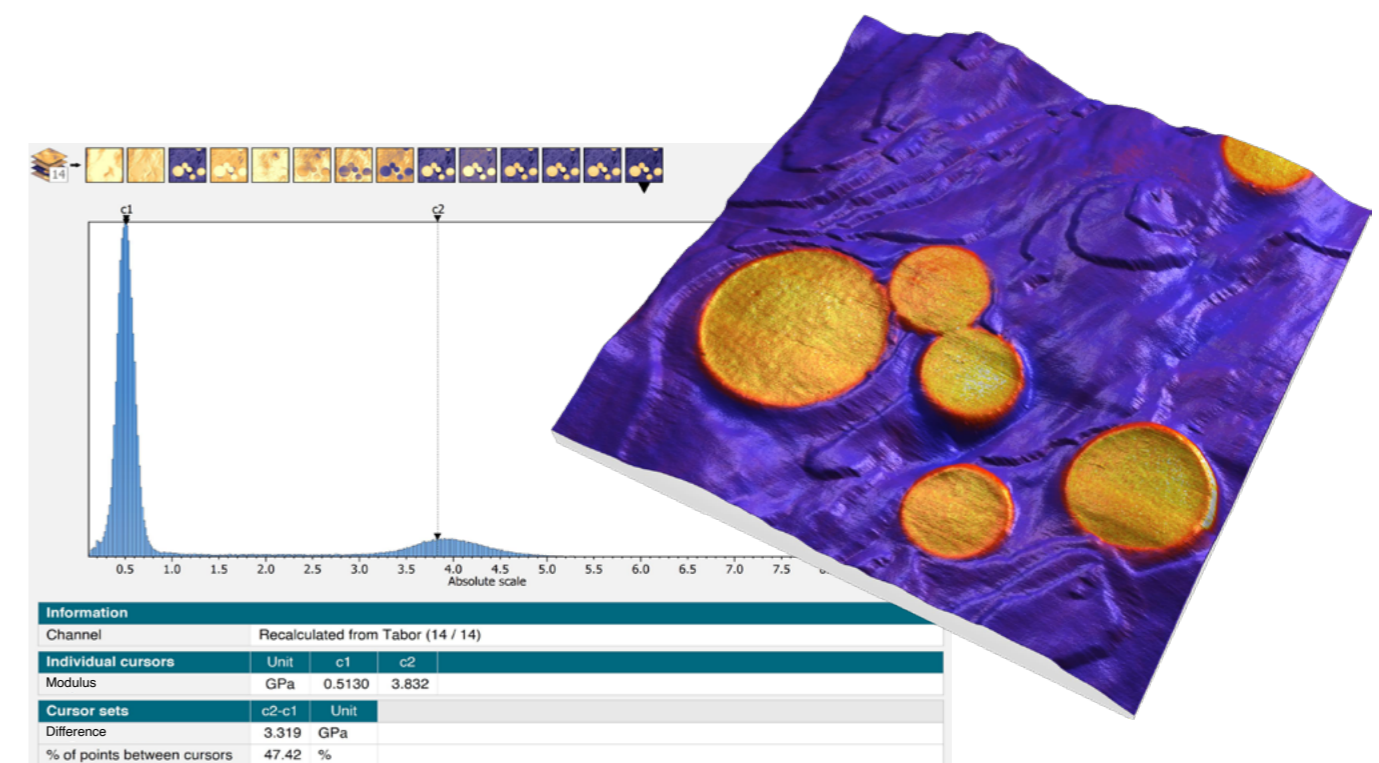 14
c1 c2
0.5 1.0 1.5 2.0 2.5 3.0 3.5 4.0 4.5 5.0 5.5 6.0 6.5 7.0 7.5
Absolute scale
Information
Channel Recalculated from Tabor (14 / 14)
Individual cursors Unit c1 c2
Modulus GPa 0.5130 3.832
Cursor sets c2-c1 Unit
Difference 3.319 GPa
% of points between cursors 47.42 %